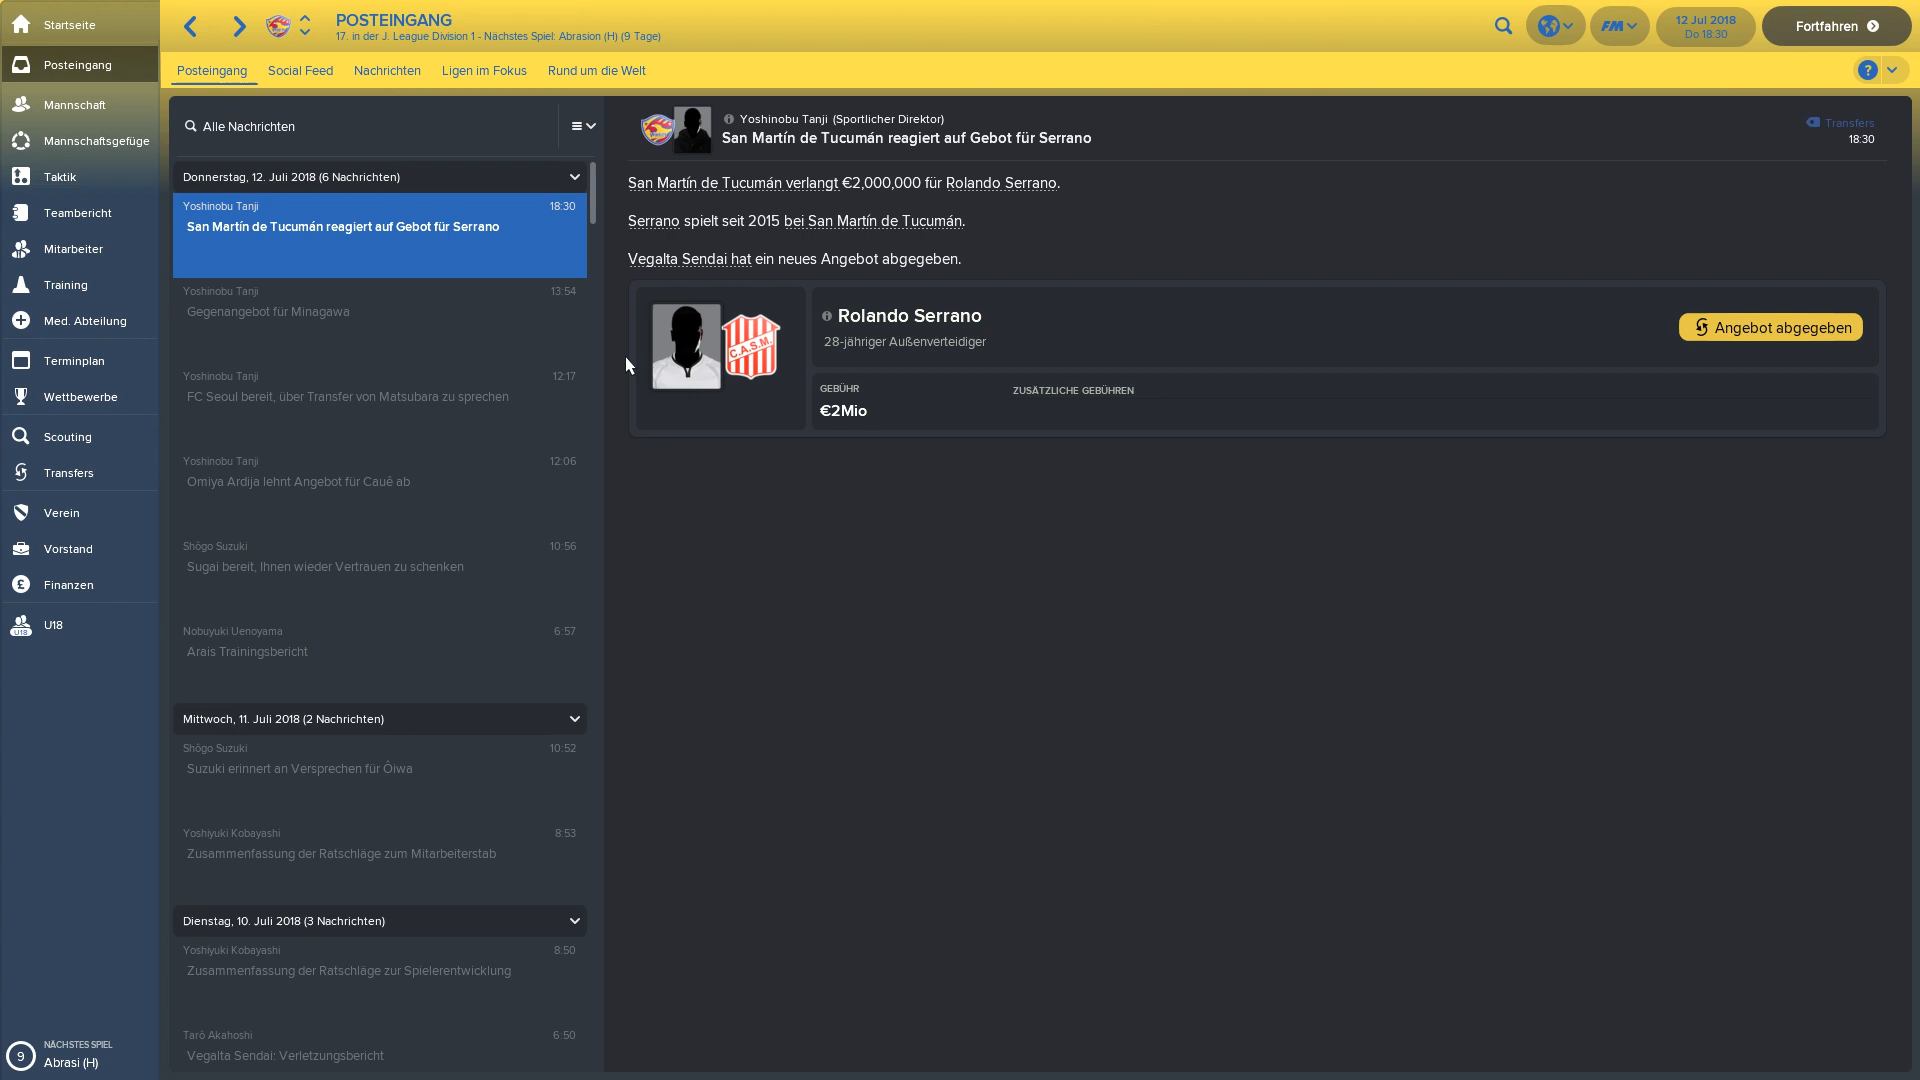 Startseite
Posteingang
Mannschaft
Mannschaftsgefüge
Taktik
Teambericht
Mitarbeiter
Training
Med. Abteilung
Terminplan
Wettbewerbe
Scouting
Transfers
Verein
Vorstand
Finanzen
U18
U18
9
NÄCHSTES SPIEL
Abrasi (H)
POSTEINGANG
17. in der J. League Division 1 - Nächstes Spiel: Abrasion (H) (9 Tage)
FM
12 Jul 2018
Do 18:30
Fortfahren
Posteingang
Social Feed
Nachrichten
Ligen im Fokus
Rund um die Welt
?
Alle Nachrichten
Donnerstag, 12. Juli 2018 (6 Nachrichten)
Yoshinobu Tanji 18:30
San Martín de Tucumán reagiert auf Gebot für Serrano
Yoshinobu Tanji 13:54
Gegenangebot für Minagawa
Yoshinobu Tanji 12:17
FC Seoul bereit, über Transfer von Matsubara zu sprechen
Yoshinobu Tanji 12:06
Omiya Ardija lehnt Angebot für Cauê ab
Shôgo Suzuki 10:56
Sugai bereit, Ihnen wieder Vertrauen zu schenken
Nobuyuki Uenoyama 6:57
Arais Trainingsbericht
Mittwoch, 11. Juli 2018 (2 Nachrichten)
Shôgo Suzuki 10:52
Suzuki erinnert an Versprechen für Ôiwa
Yoshiyuki Kobayashi 8:53
Zusammenfassung der Ratschläge zum Mitarbeiterstab
Dienstag, 10. Juli 2018 (3 Nachrichten)
Yoshiyuki Kobayashi 8:50
Zusammenfassung der Ratschläge zur Spielerentwicklung
Tarô Akahoshi 6:50
Vegalta Sendai: Verletzungsbericht
Yoshinobu Tanji (Sportlicher Direktor)
San Martín de Tucumán reagiert auf Gebot für Serrano
Transfers
18:30
San Martín de Tucumán verlangt €2,000,000 für Rolando Serrano.
Serrano spielt seit 2015 bei San Martín de Tucumán.
Vegalta Sendai hat ein neues Angebot abgegeben.
C.A.S.M.
Rolando Serrano
28-jähriger Außenverteidiger
Angebot abgegeben
GEBÜHR
ZUSÄTZLICHE GEBÜHREN
€2Mio